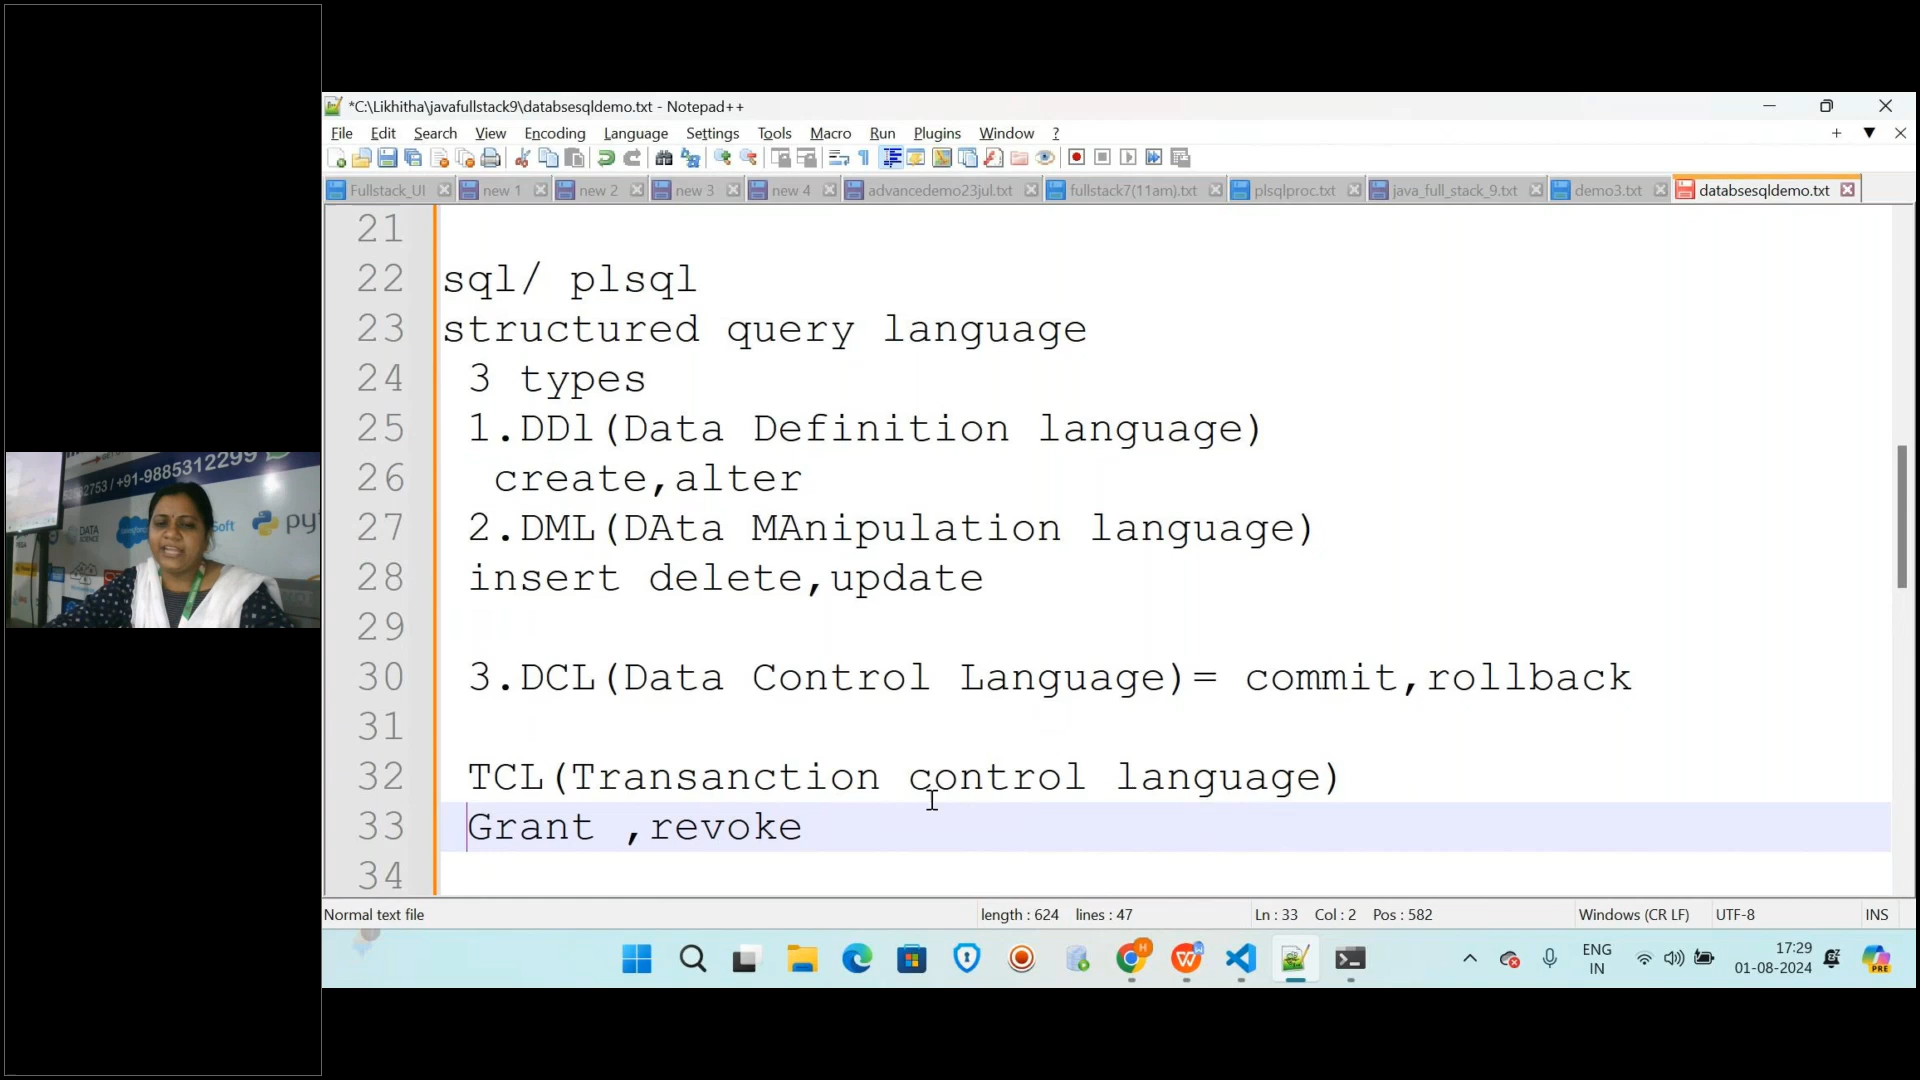 *C:\Likhitha\javafullstack9\databsesqldemo.txt - Notepad++
File Edit Search View Encoding Language Settings Tools Macro Run Plugins Window ?
Fullstack_UI new 1 new 2 new 3 new 4 advancedemo23jul.txt fullstack7(11am).txt plsqlproc.txt java_full_stack_9.txt demo3.txt databsesqldemo.txt
21
22 sql/ plsql
23 structured query language
24 3 types
25 1.DDl(Data Definition language)
26 create,alter
27 2.DML(DAta MAnipulation language)
28 insert delete,update
29
30 3.DCL(Data Control Language)= commit,rollback
31
32 TCL(Transanction control language)
33 Grant ,revoke
34
/ +91-9885312299
DATA
SCIENCE
Normal text file length : 624 lines : 47 Ln : 33 Col : 2 Pos : 582 Windows (CR LF) UTF-8 INS
ENG
IN
17:29
01-08-2024
PRE